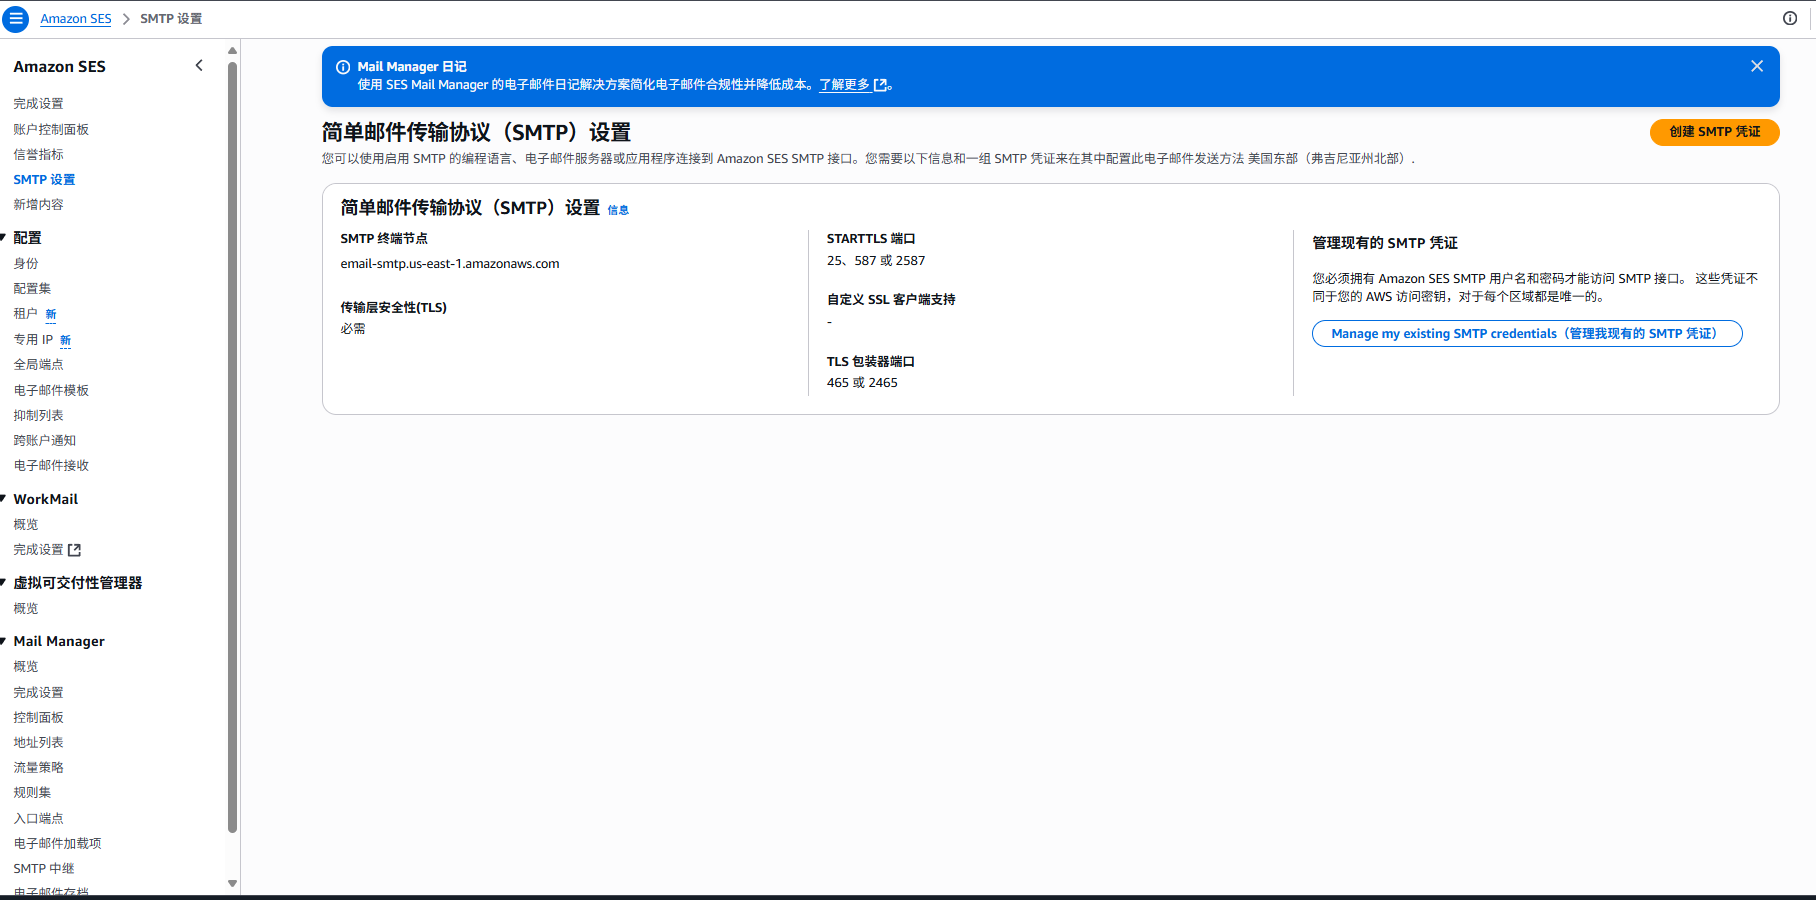 Amazon SES > SMTP 设置
Amazon SES
完成设置
账户控制面板
信誉指标
SMTP 设置
新增内容
配置
身份
配置集
租户 新
专用 IP 新
全局端点
电子邮件模板
抑制列表
跨账户通知
电子邮件接收
WorkMail
概览
完成设置
虚拟可交付性管理器
概览
Mail Manager
概览
完成设置
控制面板
地址列表
流量策略
规则集
入口端点
电子邮件加载项
SMTP 中继
电子邮件存档
Mail Manager 日记
使用 SES Mail Manager 的电子邮件日记解决方案简化电子邮件合规性并降低成本。了解更多。
简单邮件传输协议（SMTP）设置
创建 SMTP 凭证
您可以使用启用 SMTP 的编程语言、电子邮件服务器或应用程序连接到 Amazon SES SMTP 接口。您需要以下信息和一组 SMTP 凭证来在其中配置此电子邮件发送方法 美国东部（弗吉尼亚州北部）.
简单邮件传输协议（SMTP）设置 信息
SMTP 终端节点
email-smtp.us-east-1.amazonaws.com
传输层安全性(TLS)
必需
STARTTLS 端口
25、587 或 2587
自定义 SSL 客户端支持
-
TLS 包装器端口
465 或 2465
管理现有的 SMTP 凭证
您必须拥有 Amazon SES SMTP 用户名和密码才能访问 SMTP 接口。 这些凭证不
同于您的 AWS 访问密钥，对于每个区域都是唯一的。
Manage my existing SMTP credentials（管理我现有的 SMTP 凭证）